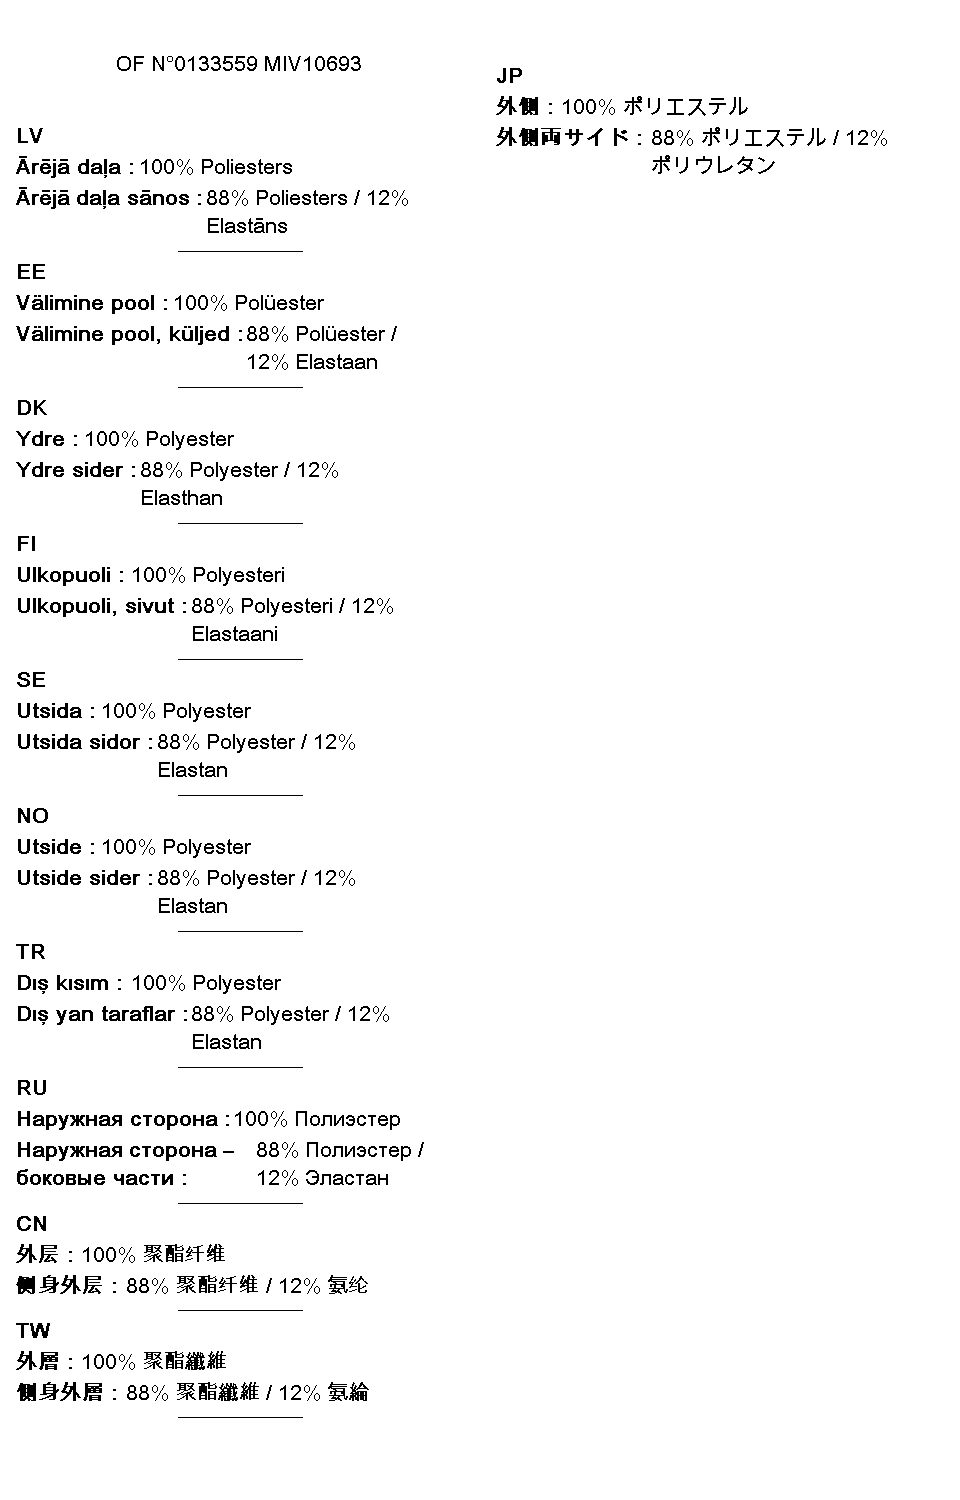 OF N°0133559 MIV10693
LV
Ārējā daļa : 100% Poliesters
Ārējā daļa sānos : 88% Poliesters / 12%
Elastāns
EE
Välimine pool : 100% Polüester
Välimine pool, küljed : 88% Polüester /
12% Elastaan
DK
Ydre : 100% Polyester
Ydre sider : 88% Polyester / 12%
Elasthan
FI
Ulkopuoli : 100% Polyesteri
Ulkopuoli, sivut : 88% Polyesteri / 12%
Elastaani
SE
Utsida : 100% Polyester
Utsida sidor : 88% Polyester / 12%
Elastan
NO
Utside : 100% Polyester
Utside sider : 88% Polyester / 12%
Elastan
TR
Dış kısım : 100% Polyester
Dış yan taraflar : 88% Polyester / 12%
Elastan
RU
Наружная сторона : 100% Полиэстер
Наружная сторона – 88% Полиэстер /
боковые части : 12% Эластан
CN
外层 : 100% 聚酯纤维
侧身外层 : 88% 聚酯纤维 / 12% 氨纶
TW
外層 : 100% 聚酯纖維
側身外層 : 88% 聚酯纖維 / 12% 氨綸
JP
外側 : 100% ポリエステル
外側両サイド : 88% ポリエステル / 12%
ポリウレタン